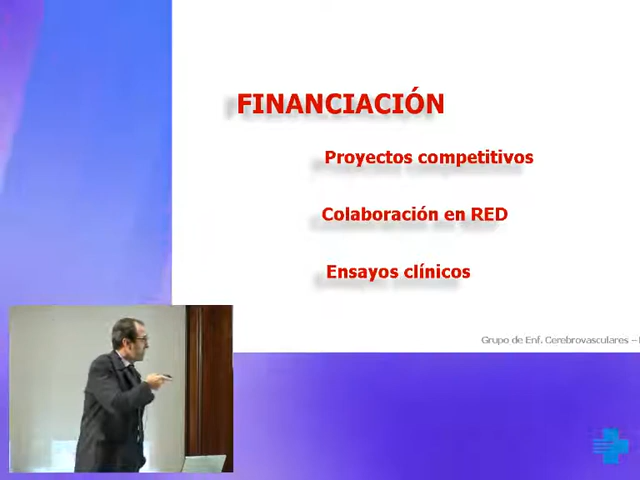 FINANCIACIÓN
Proyectos competitivos
Colaboración en RED
Ensayos clínicos
Grupo de Enf. Cerebrovasculares –